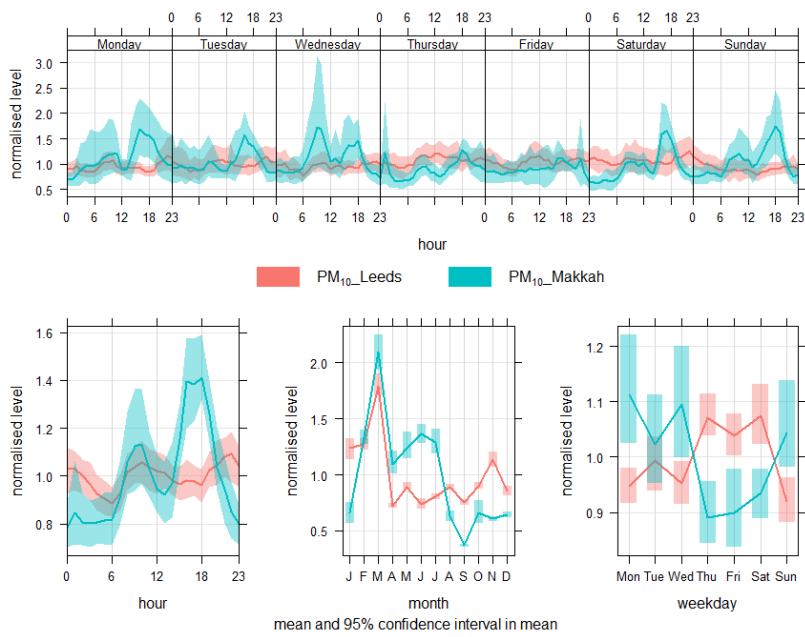 0 6 12 18 23 0 6 12 18 23 0 6 12 18 23
Monday Tuesday Wednesday Thursday Friday Saturday Sunday
normalised level
3.0
2.5
2.0
1.5
1.0
0.5
0 6 12 18 23 0 6 12 18 23 0 6 12 18 23 0 6 12 18 23
hour
PM10_Leeds PM10_Makkah
normalised level
1.6
1.4
1.2
1.0
0.8
0 6 12 18 23
hour
normalised level
2.0
1.5
1.0
0.5
J F M A M J J A S O N D
month
normalised level
1.2
1.1
1.0
0.9
Mon Tue Wed Thu Fri Sat Sun
weekday
mean and 95% confidence interval in mean